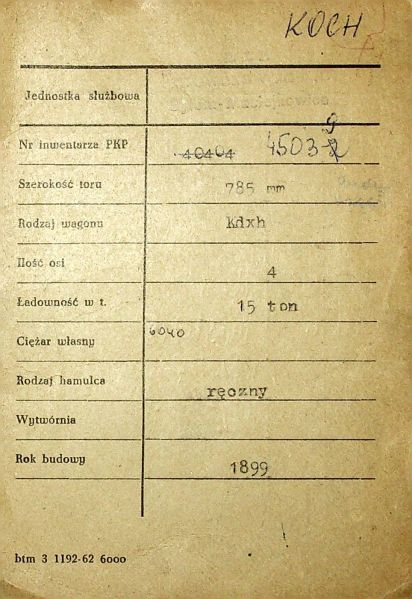 KOCH
Jednostka służbowa
Nr inwentarza PKP 40404 4503-9
Szerokość toru 785 mm
Rodzaj wagonu Kdxh
Ilość osi 4
Ładowność w t. 15 ton
Ciężar własny 6040
Rodzaj hamulca ręczny
Wytwórnia
Rok budowy 1899
btm 3 1192-62 6000